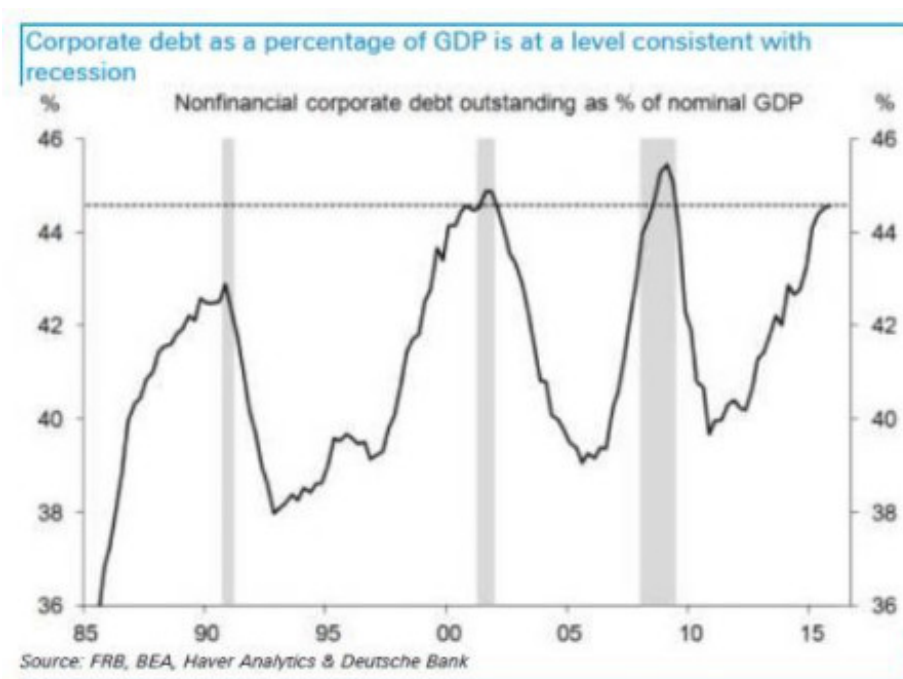 Corporate debt as a percentage of GDP is at a level consistent with
recession
% Nonfinancial corporate debt outstanding as % of nominal GDP %
46 46
44 44
42 42
40 40
38 38
36 36
85 90 95 00 05 10 15
Source: FRB, BEA, Haver Analytics & Deutsche Bank